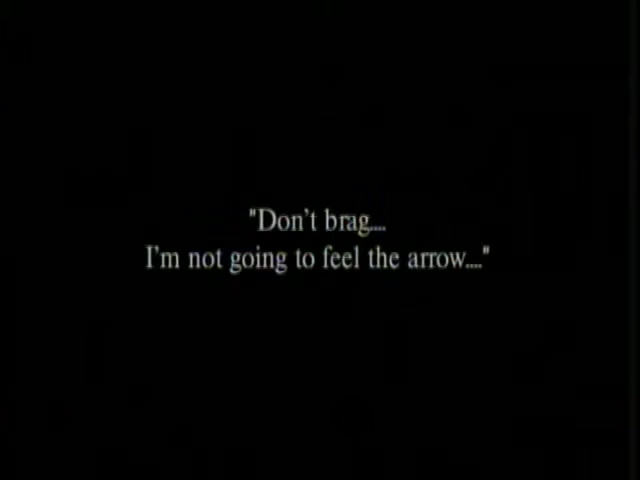 "Don't brag....
I'm not going to feel the arrow...."